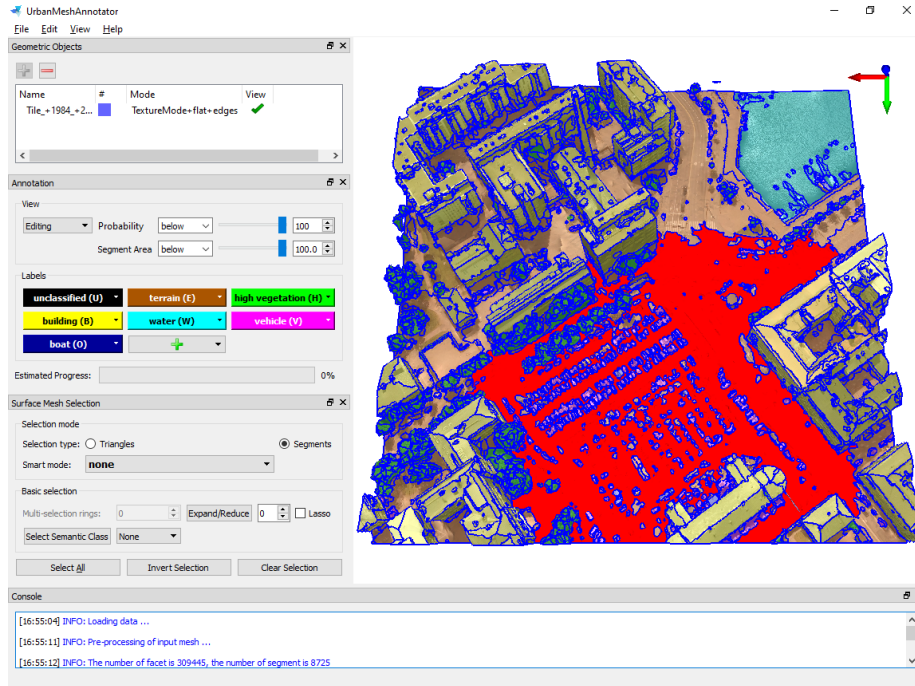 UrbanMeshAnnotator
File Edit View Help
Geometric Objects
Name # Mode View
Tile_+1984_+2... TextureMode+flat+edges
Annotation
View
Editing Probability below 100
Segment Area below 100.0
Labels
unclassified (U) terrain (E) high vegetation (H)
building (B) water (W) vehicle (V)
boat (O)
Estimated Progress: 0%
Surface Mesh Selection
Selection mode
Selection type: Triangles Segments
Smart mode: none
Basic selection
Multi-selection rings: 0 Expand/Reduce 0 Lasso
Select Semantic Class None
Select All Invert Selection Clear Selection
Console
[16:55:04] INFO: Loading data ...
[16:55:11] INFO: Pre-processing of input mesh ...
[16:55:12] INFO: The number of facet is 309445, the number of segment is 8725